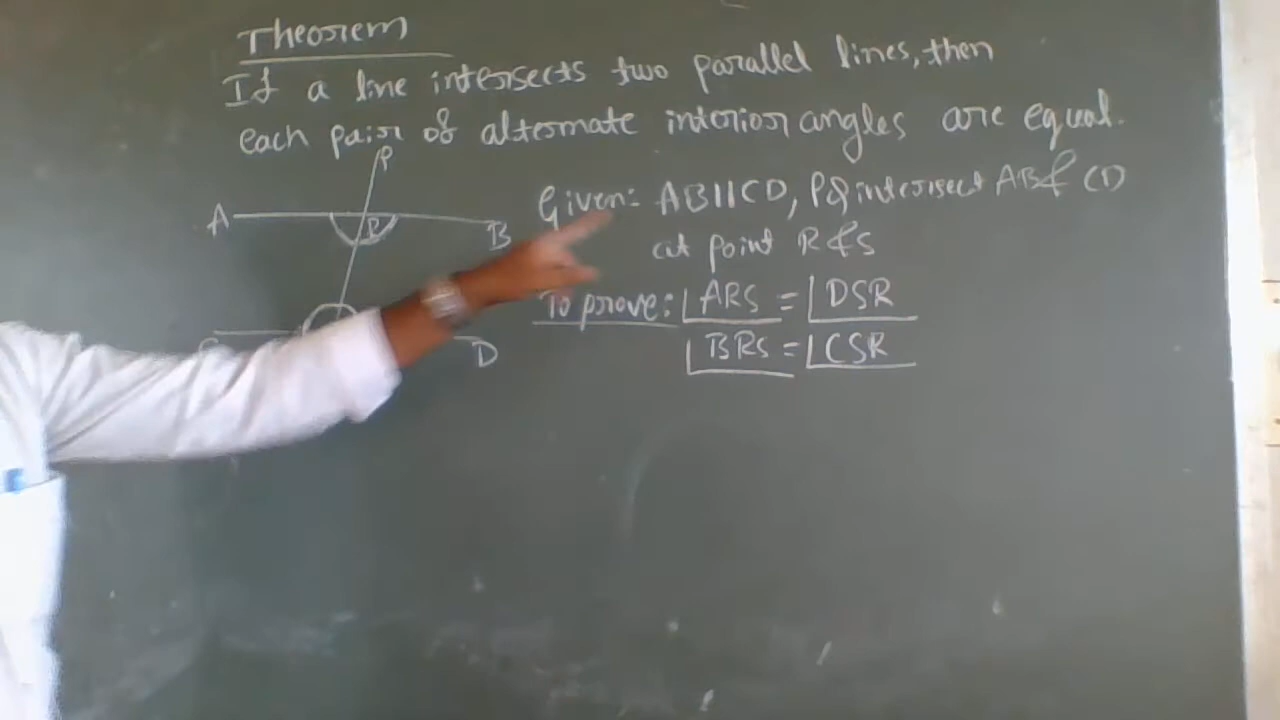 Theorem
If a line intersects two parallel lines, then
each pair of alternate interior angles are equal.
P
A
R
B
Given: AB||CD, PQ intersect AB & CD
at point R & S
To prove: ∠ARS = ∠DSR
∠BRS = ∠CSR
C
D